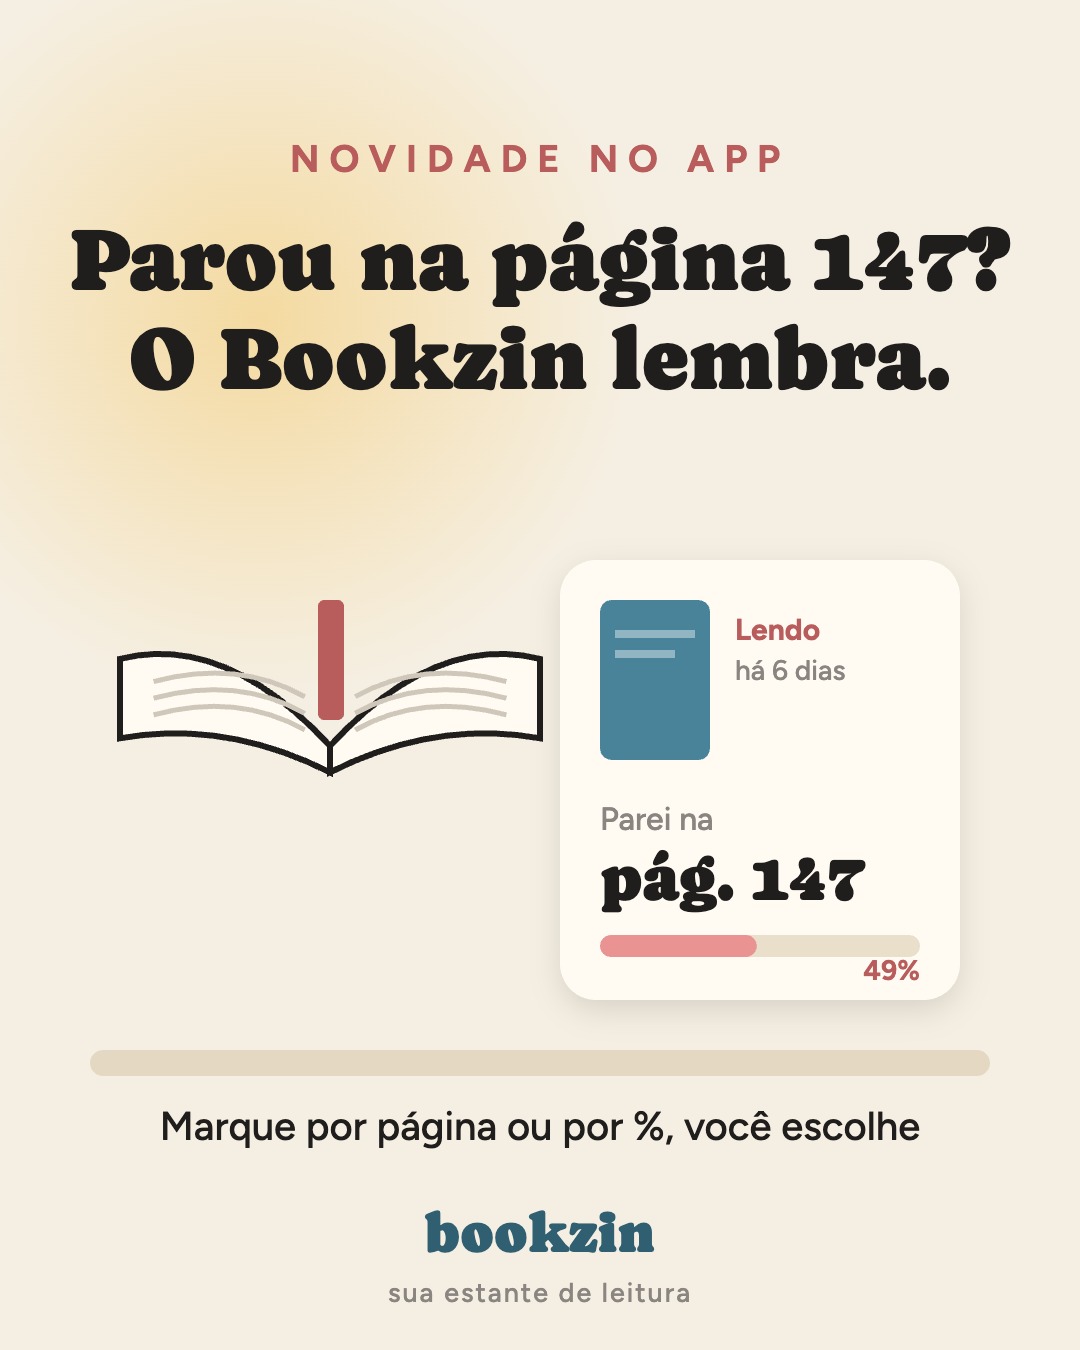 NOVIDADE NO APP
Parou na página 147?
O Bookzin lembra.
Lendo
há 6 dias
Parei na
pág. 147
49%
Marque por página ou por %, você escolhe
bookzin
sua estante de leitura